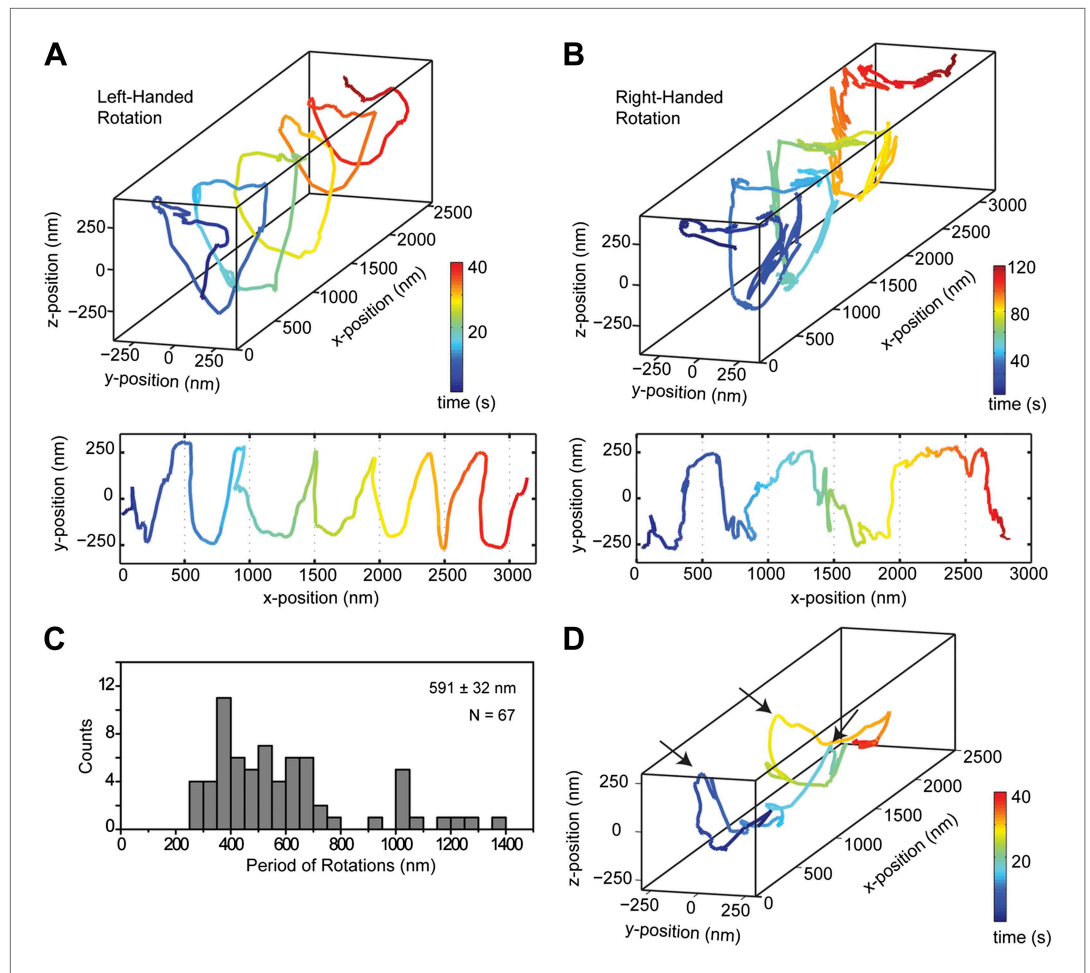 A
Left-Handed
Rotation
z-position (nm)
250
0
−250
−250
0
250
y-position (nm)
0
500
1000
1500
2000
2500
x-position (nm)
40
20
time (s)
y-position (nm)
250
0
−250
0
500
1000
1500
2000
2500
3000
x-position (nm)
B
Right-Handed
Rotation
z-position (nm)
250
0
−250
−250
0
250
y-position (nm)
0
500
1000
1500
2000
2500
3000
x-position (nm)
120
80
40
time (s)
y-position (nm)
250
0
−250
0
500
1000
1500
2000
2500
3000
x-position (nm)
C
591 ± 32 nm
N = 67
Counts
12
8
4
0
0
200
400
600
800
1000
1200
1400
Period of Rotations (nm)
D
z-position (nm)
250
0
−250
−250
0
250
y-position (nm)
0
500
1000
1500
2000
2500
x-position (nm)
40
20
time (s)